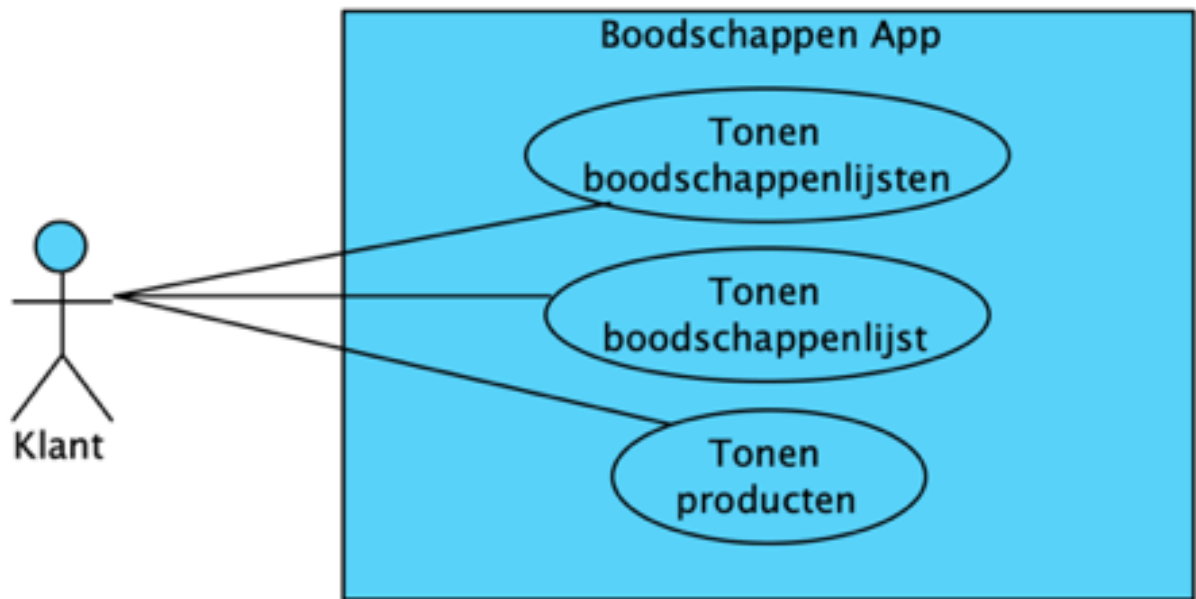 Boodschappen App
Tonen
boodschappenlijsten
Tonen
boodschappenlijst
Tonen
producten
Klant